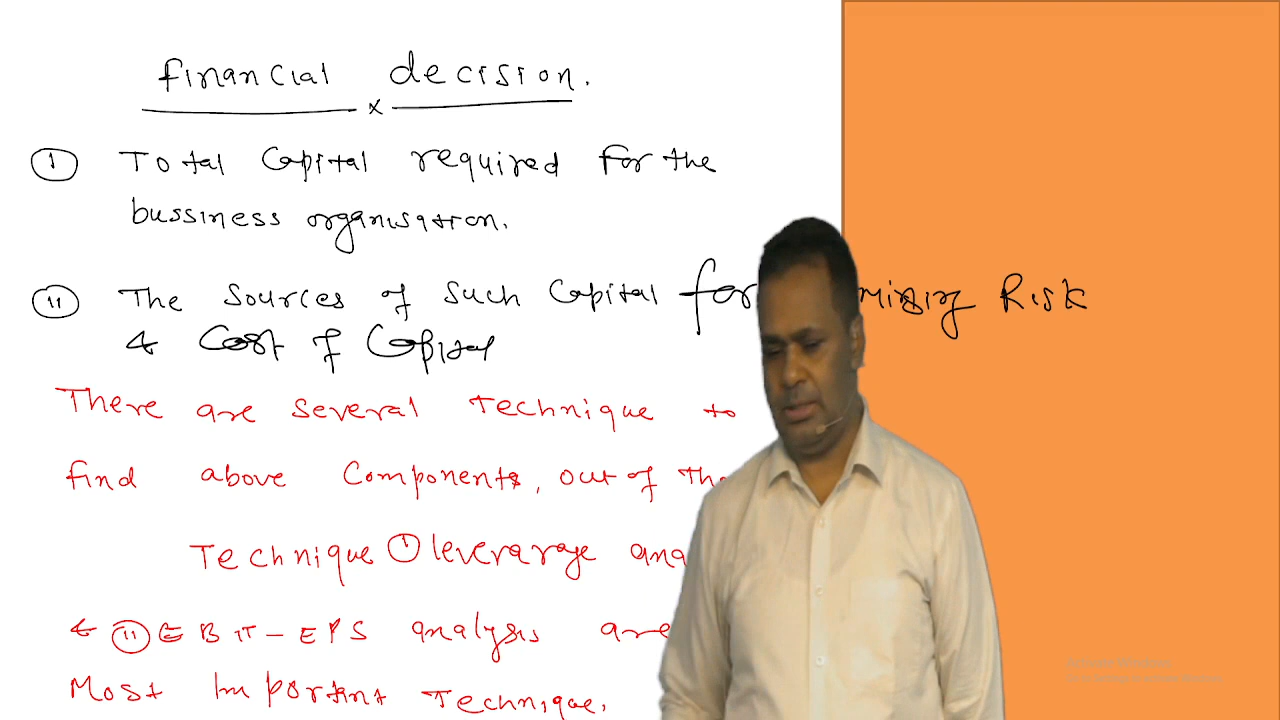 Financial decision.
x
(i) Total Capital required for the
bussiness organisation.
(ii) The Sources of Such Capital for mizing Risk
& Cost of Capital
There are several Technique to
find above Components, out of
Technique (i) leverarage
& (ii) EBIT-EPS analysis are
Most Important Technique.